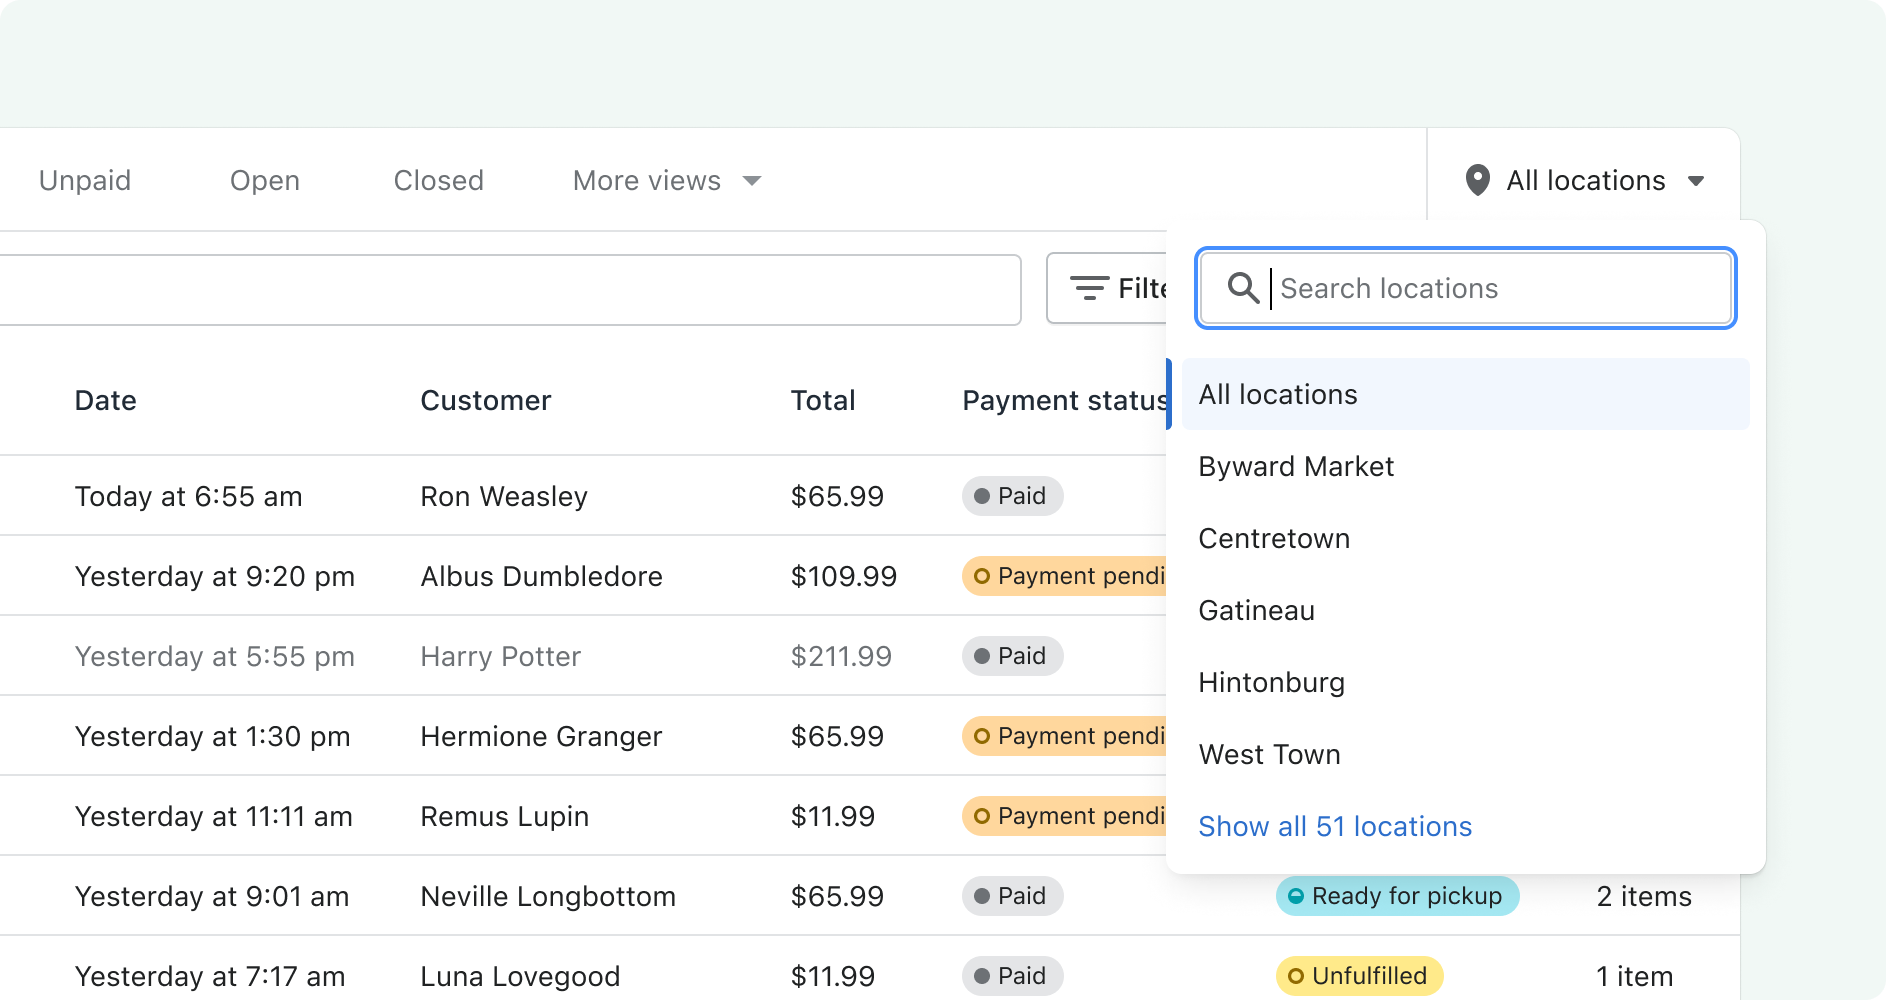 Unpaid Open Closed More views All locations
Filte Search locations
Date Customer Total Payment status
All locations
Byward Market
Centretown
Gatineau
Hintonburg
West Town
Show all 51 locations
Today at 6:55 am Ron Weasley $65.99 Paid
Yesterday at 9:20 pm Albus Dumbledore $109.99 Payment pendi
Yesterday at 5:55 pm Harry Potter $211.99 Paid
Yesterday at 1:30 pm Hermione Granger $65.99 Payment pendi
Yesterday at 11:11 am Remus Lupin $11.99 Payment pendi
Yesterday at 9:01 am Neville Longbottom $65.99 Paid Ready for pickup 2 items
Yesterday at 7:17 am Luna Lovegood $11.99 Paid Unfulfilled 1 item